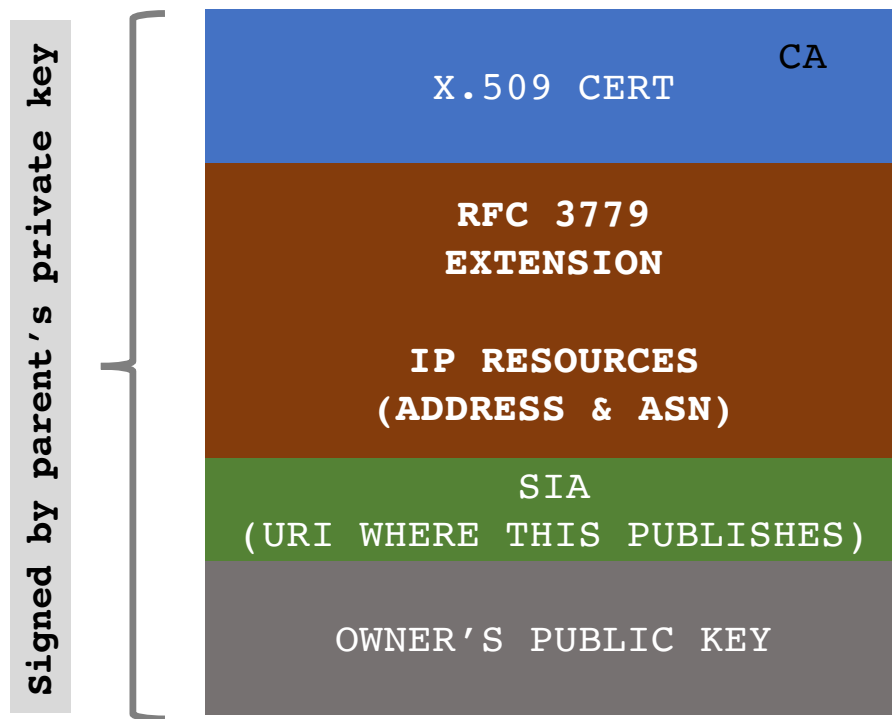 Signed by parent’s private key
CA
X.509 CERT
RFC 3779
EXTENSION
IP RESOURCES
(ADDRESS & ASN)
SIA
(URI WHERE THIS PUBLISHES)
OWNER’S PUBLIC KEY